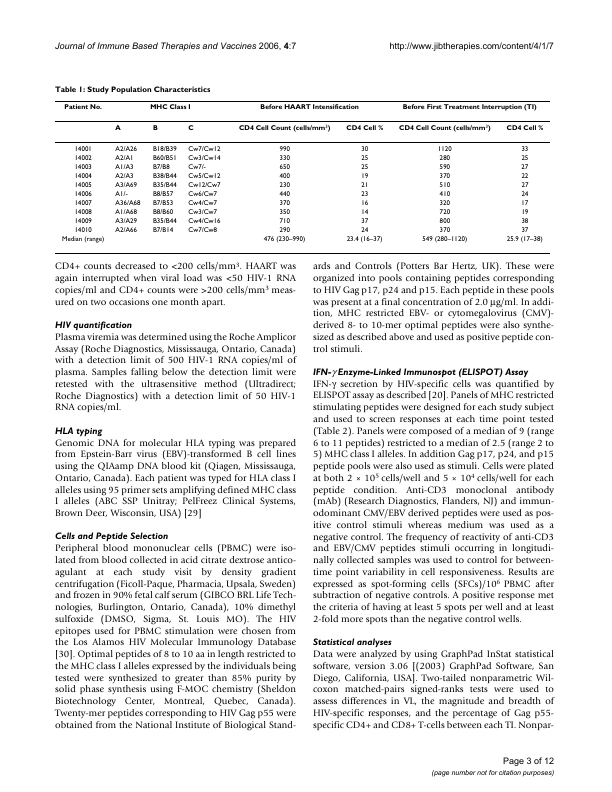 Journal of Immune Based Therapies and Vaccines 2006, 4:7
http://www.jibtherapies.com/content/4/1/7
Table 1: Study Population Characteristics
Patient No. MHC Class I Before HAART Intensification Before First Treatment Interruption (TI)
A B C CD4 Cell Count (cells/mm³) CD4 Cell % CD4 Cell Count (cells/mm²) CD4 Cell %
14001 A2/A26 B18/B39 Cw7/Cw12 990 30 1120 33
14002 A2/A1 B60/B51 Cw3/Cw14 330 25 280 25
14003 A1/A3 B7/B8 Cw7/- 650 25 590 27
14004 A2/A3 B38/B44 Cw5/Cw12 400 19 370 22
14005 A3/A69 B35/B44 Cw12/Cw7 230 21 510 27
14006 A1/- B8/B57 Cw6/Cw7 440 23 410 24
14007 A36/A68 B7/B53 Cw4/Cw7 370 16 320 17
14008 A1/A68 B8/B60 Cw3/Cw7 350 14 720 19
14009 A3/A29 B35/B44 Cw4/Cw16 710 37 800 38
14010 A2/A66 B7/B14 Cw7/Cw8 290 24 370 37
Median (range) 476 (230–990) 23.4 (16–37) 549 (280–1120) 25.9 (17–38)
CD4+ counts decreased to <200 cells/mm³. HAART was
again interrupted when viral load was <50 HIV-1 RNA
copies/ml and CD4+ counts were >200 cells/mm³ meas-
ured on two occasions one month apart.
HIV quantification
Plasma viremia was determined using the Roche Amplicor
Assay (Roche Diagnostics, Mississauga, Ontario, Canada)
with a detection limit of 500 HIV-1 RNA copies/ml of
plasma. Samples falling below the detection limit were
retested with the ultrasensitive method (Ultradirect;
Roche Diagnostics) with a detection limit of 50 HIV-1
RNA copies/ml.
HLA typing
Genomic DNA for molecular HLA typing was prepared
from Epstein-Barr virus (EBV)-transformed B cell lines
using the QIAamp DNA blood kit (Qiagen, Mississauga,
Ontario, Canada). Each patient was typed for HLA class I
alleles using 95 primer sets amplifying defined MHC class
I alleles (ABC SSP Unitray; PelFreez Clinical Systems,
Brown Deer, Wisconsin, USA) [29]
Cells and Peptide Selection
Peripheral blood mononuclear cells (PBMC) were iso-
lated from blood collected in acid citrate dextrose antico-
agulant at each study visit by density gradient
centrifugation (Ficoll-Paque, Pharmacia, Upsala, Sweden)
and frozen in 90% fetal calf serum (GIBCO BRL Life Tech-
nologies, Burlington, Ontario, Canada), 10% dimethyl
sulfoxide (DMSO, Sigma, St. Louis MO). The HIV
epitopes used for PBMC stimulation were chosen from
the Los Alamos HIV Molecular Immunology Database
[30]. Optimal peptides of 8 to 10 aa in length restricted to
the MHC class I alleles expressed by the individuals being
tested were synthesized to greater than 85% purity by
solid phase synthesis using F-MOC chemistry (Sheldon
Biotechnology Center, Montreal, Quebec, Canada).
Twenty-mer peptides corresponding to HIV Gag p55 were
obtained from the National Institute of Biological Stand-
ards and Controls (Potters Bar Hertz, UK). These were
organized into pools containing peptides corresponding
to HIV Gag p17, p24 and p15. Each peptide in these pools
was present at a final concentration of 2.0 μg/ml. In addi-
tion, MHC restricted EBV- or cytomegalovirus (CMV)-
derived 8- to 10-mer optimal peptides were also synthe-
sized as described above and used as positive peptide con-
trol stimuli.
IFN-γ Enzyme-Linked Immunospot (ELISPOT) Assay
IFN-γ secretion by HIV-specific cells was quantified by
ELISPOT assay as described [20]. Panels of MHC restricted
stimulating peptides were designed for each study subject
and used to screen responses at each time point tested
(Table 2). Panels were composed of a median of 9 (range
6 to 11 peptides) restricted to a median of 2.5 (range 2 to
5) MHC class I alleles. In addition Gag p17, p24, and p15
peptide pools were also used as stimuli. Cells were plated
at both 2 × 10⁵ cells/well and 5 × 10⁴ cells/well for each
peptide condition. Anti-CD3 monoclonal antibody
(mAb) (Research Diagnostics, Flanders, NJ) and immun-
odominant CMV/EBV derived peptides were used as pos-
itive control stimuli whereas medium was used as a
negative control. The frequency of reactivity of anti-CD3
and EBV/CMV peptides stimuli occurring in longitudi-
nally collected samples was used to control for between-
time point variability in cell responsiveness. Results are
expressed as spot-forming cells (SFCs)/10⁶ PBMC after
subtraction of negative controls. A positive response met
the criteria of having at least 5 spots per well and at least
2-fold more spots than the negative control wells.
Statistical analyses
Data were analyzed by using GraphPad InStat statistical
software, version 3.06 [(2003) GraphPad Software, San
Diego, California, USA]. Two-tailed nonparametric Wil-
coxon matched-pairs signed-ranks tests were used to
assess differences in VL, the magnitude and breadth of
HIV-specific responses, and the percentage of Gag p55-
specific CD4+ and CD8+ T-cells between each TI. Nonpar-
Page 3 of 12
(page number not for citation purposes)